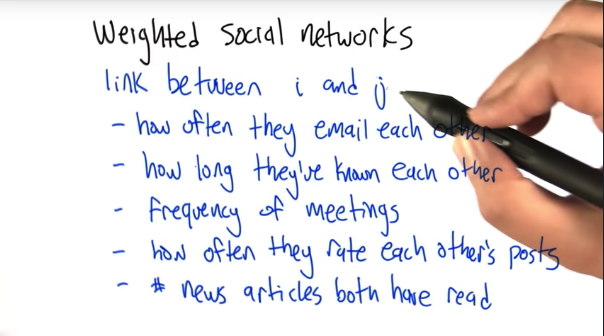 Weighted social networks
link between i and j
- how often they email each other
- how long they've known each other
- frequency of meetings
- how often they rate each other's posts
- # news articles both have read